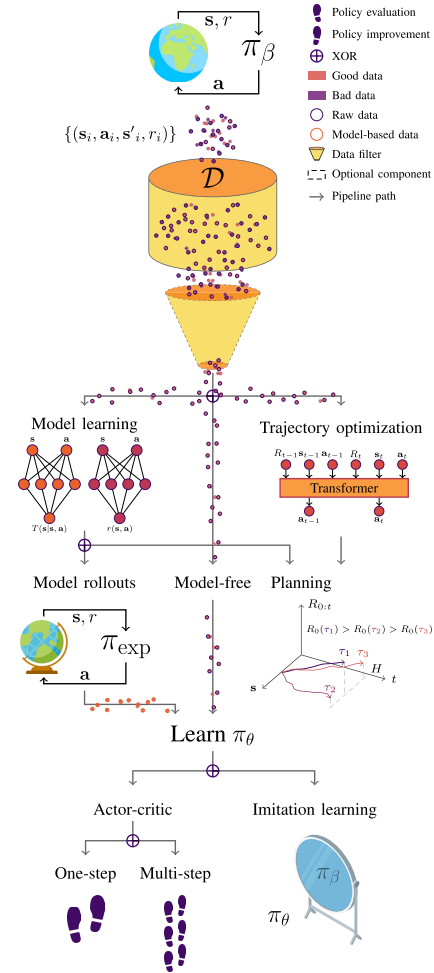 s, r
π_β
a
Policy evaluation
Policy improvement
XOR
Good data
Bad data
Raw data
Model-based data
Data filter
Optional component
Pipeline path
{(s_i, a_i, s'_i, r_i)}
𝒟
Model learning
Trajectory optimization
s a s a
R_{t−1} s_{t−1} a_{t−1} R_t s_t a_t
Transformer
T(s|s, a) r(s, a)
a_{t−1} a_t
Model rollouts Model-free Planning
s, r
π_exp
a
R_{0:t}
R_0(τ_1) > R_0(τ_2) > R_0(τ_3)
τ_1 τ_3
H
t
s
τ_2
Learn π_θ
Actor-critic
Imitation learning
One-step Multi-step
π_β
π_θ